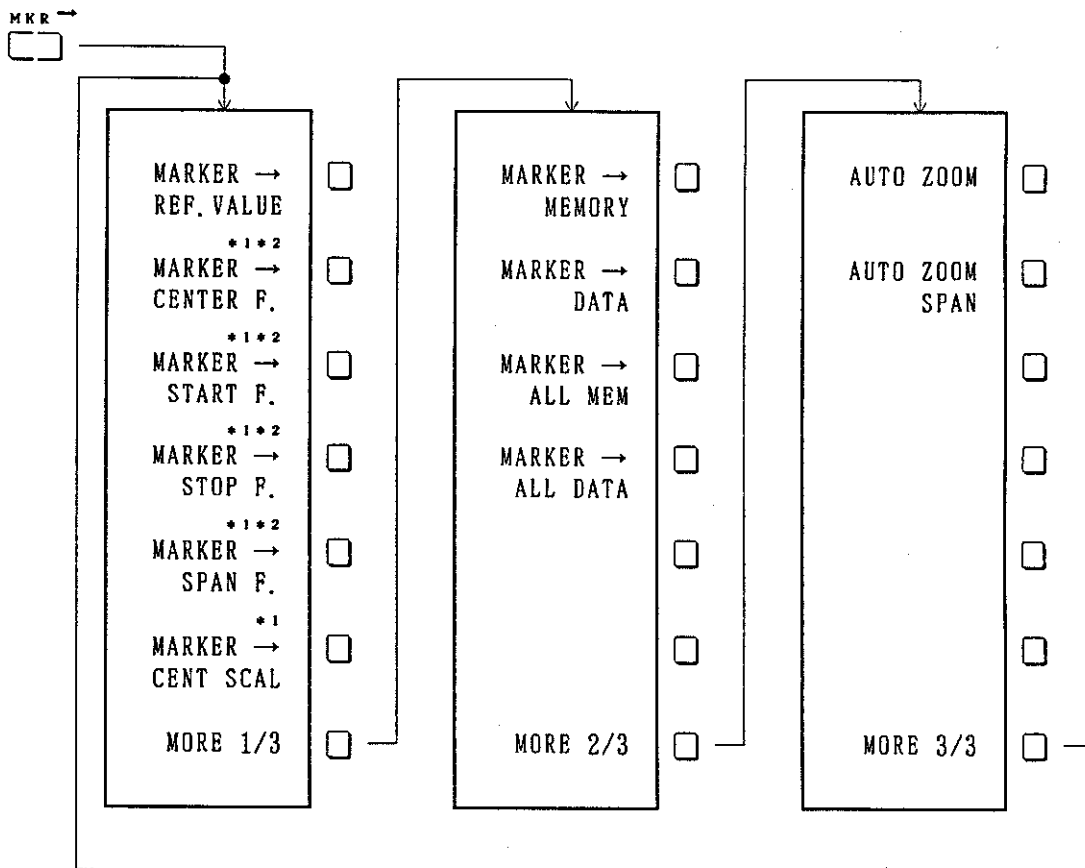 MKR →
MARKER →
REF. VALUE
*1*2
MARKER →
CENTER F.
*1*2
MARKER →
START F.
*1*2
MARKER →
STOP F.
*1*2
MARKER →
SPAN F.
*1
MARKER →
CENT SCAL
MORE 1/3
MARKER →
MEMORY
MARKER →
DATA
MARKER →
ALL MEM
MARKER →
ALL DATA
MORE 2/3
AUTO ZOOM
AUTO ZOOM
SPAN
MORE 3/3